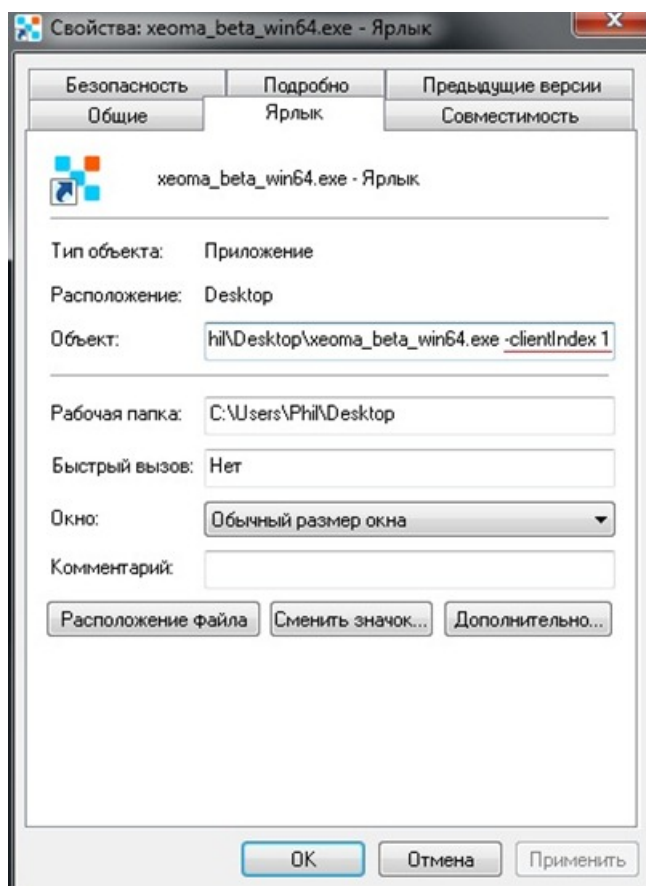 Свойства: xeoma_beta_win64.exe - Ярлык
x
Безопасность Подробно Предыдущие версии
Общие Ярлык Совместимость
xeoma_beta_win64.exe - Ярлык
Тип объекта: Приложение
Расположение: Desktop
Объект: hil\Desktop\xeoma_beta_win64.exe -clientIndex 1
Рабочая папка: C:\Users\Phil\Desktop
Быстрый вызов: Нет
Окно: Обычный размер окна
Комментарий:
Расположение файла Сменить значок... Дополнительно...
OK Отмена Применить